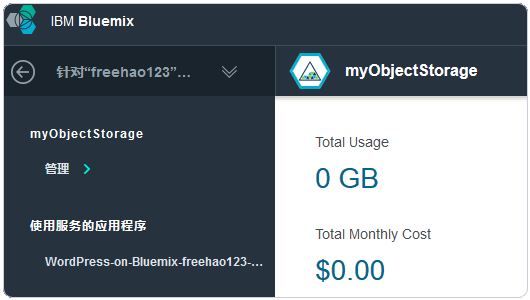 IBM Bluemix
针对“freehao123”...
myObjectStorage
myObjectStorage
管理
使用服务的应用程序
WordPress-on-Bluemix-freehao123-...
Total Usage
0 GB
Total Monthly Cost
$0.00